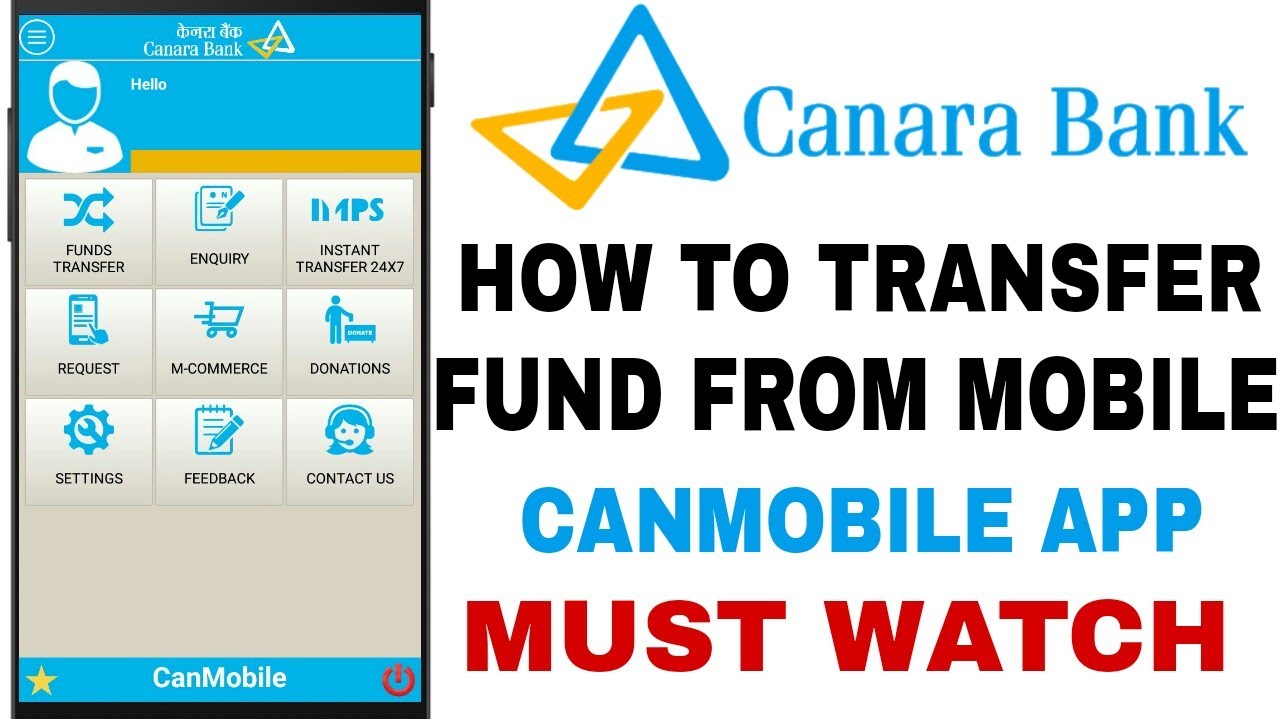 केनरा बैंक
Canara Bank
Hello
FUNDS
TRANSFER
ENQUIRY
IMPS
INSTANT
TRANSFER 24X7
REQUEST
M-COMMERCE
DONATE
DONATIONS
SETTINGS
FEEDBACK
CONTACT US
CanMobile
Canara Bank
HOW TO TRANSFER
FUND FROM MOBILE
CANMOBILE APP
MUST WATCH